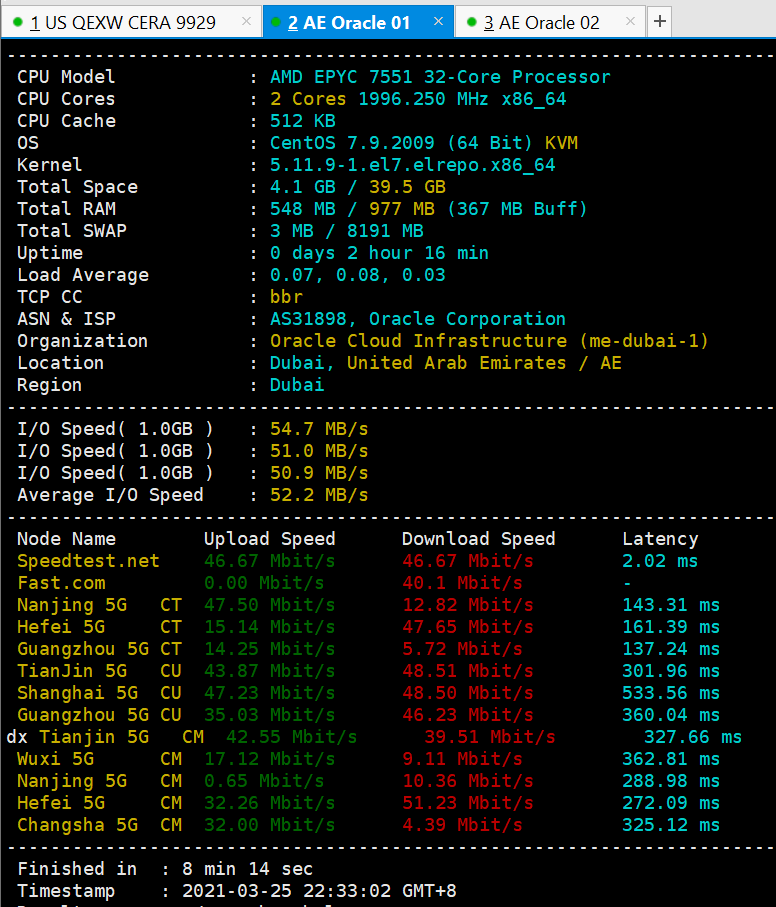 1 US QEXW CERA 9929 × 2 AE Oracle 01 × 3 AE Oracle 02 × +
----------------------------------------------------------------------
CPU Model : AMD EPYC 7551 32-Core Processor
CPU Cores : 2 Cores 1996.250 MHz x86_64
CPU Cache : 512 KB
OS : CentOS 7.9.2009 (64 Bit) KVM
Kernel : 5.11.9-1.el7.elrepo.x86_64
Total Space : 4.1 GB / 39.5 GB
Total RAM : 548 MB / 977 MB (367 MB Buff)
Total SWAP : 3 MB / 8191 MB
Uptime : 0 days 2 hour 16 min
Load Average : 0.07, 0.08, 0.03
TCP CC : bbr
ASN & ISP : AS31898, Oracle Corporation
Organization : Oracle Cloud Infrastructure (me-dubai-1)
Location : Dubai, United Arab Emirates / AE
Region : Dubai
----------------------------------------------------------------------
I/O Speed( 1.0GB ) : 54.7 MB/s
I/O Speed( 1.0GB ) : 51.0 MB/s
I/O Speed( 1.0GB ) : 50.9 MB/s
Average I/O Speed : 52.2 MB/s
----------------------------------------------------------------------
Node Name Upload Speed Download Speed Latency
Speedtest.net 46.67 Mbit/s 46.67 Mbit/s 2.02 ms
Fast.com 0.00 Mbit/s 40.1 Mbit/s -
Nanjing 5G CT 47.50 Mbit/s 12.82 Mbit/s 143.31 ms
Hefei 5G CT 15.14 Mbit/s 47.65 Mbit/s 161.39 ms
Guangzhou 5G CT 14.25 Mbit/s 5.72 Mbit/s 137.24 ms
TianJin 5G CU 43.87 Mbit/s 48.51 Mbit/s 301.96 ms
Shanghai 5G CU 47.23 Mbit/s 48.50 Mbit/s 533.56 ms
Guangzhou 5G CU 35.03 Mbit/s 46.23 Mbit/s 360.04 ms
dx Tianjin 5G CM 42.55 Mbit/s 39.51 Mbit/s 327.66 ms
Wuxi 5G CM 17.12 Mbit/s 9.11 Mbit/s 362.81 ms
Nanjing 5G CM 0.65 Mbit/s 10.36 Mbit/s 288.98 ms
Hefei 5G CM 32.26 Mbit/s 51.23 Mbit/s 272.09 ms
Changsha 5G CM 32.00 Mbit/s 4.39 Mbit/s 325.12 ms
----------------------------------------------------------------------
Finished in : 8 min 14 sec
Timestamp : 2021-03-25 22:33:02 GMT+8